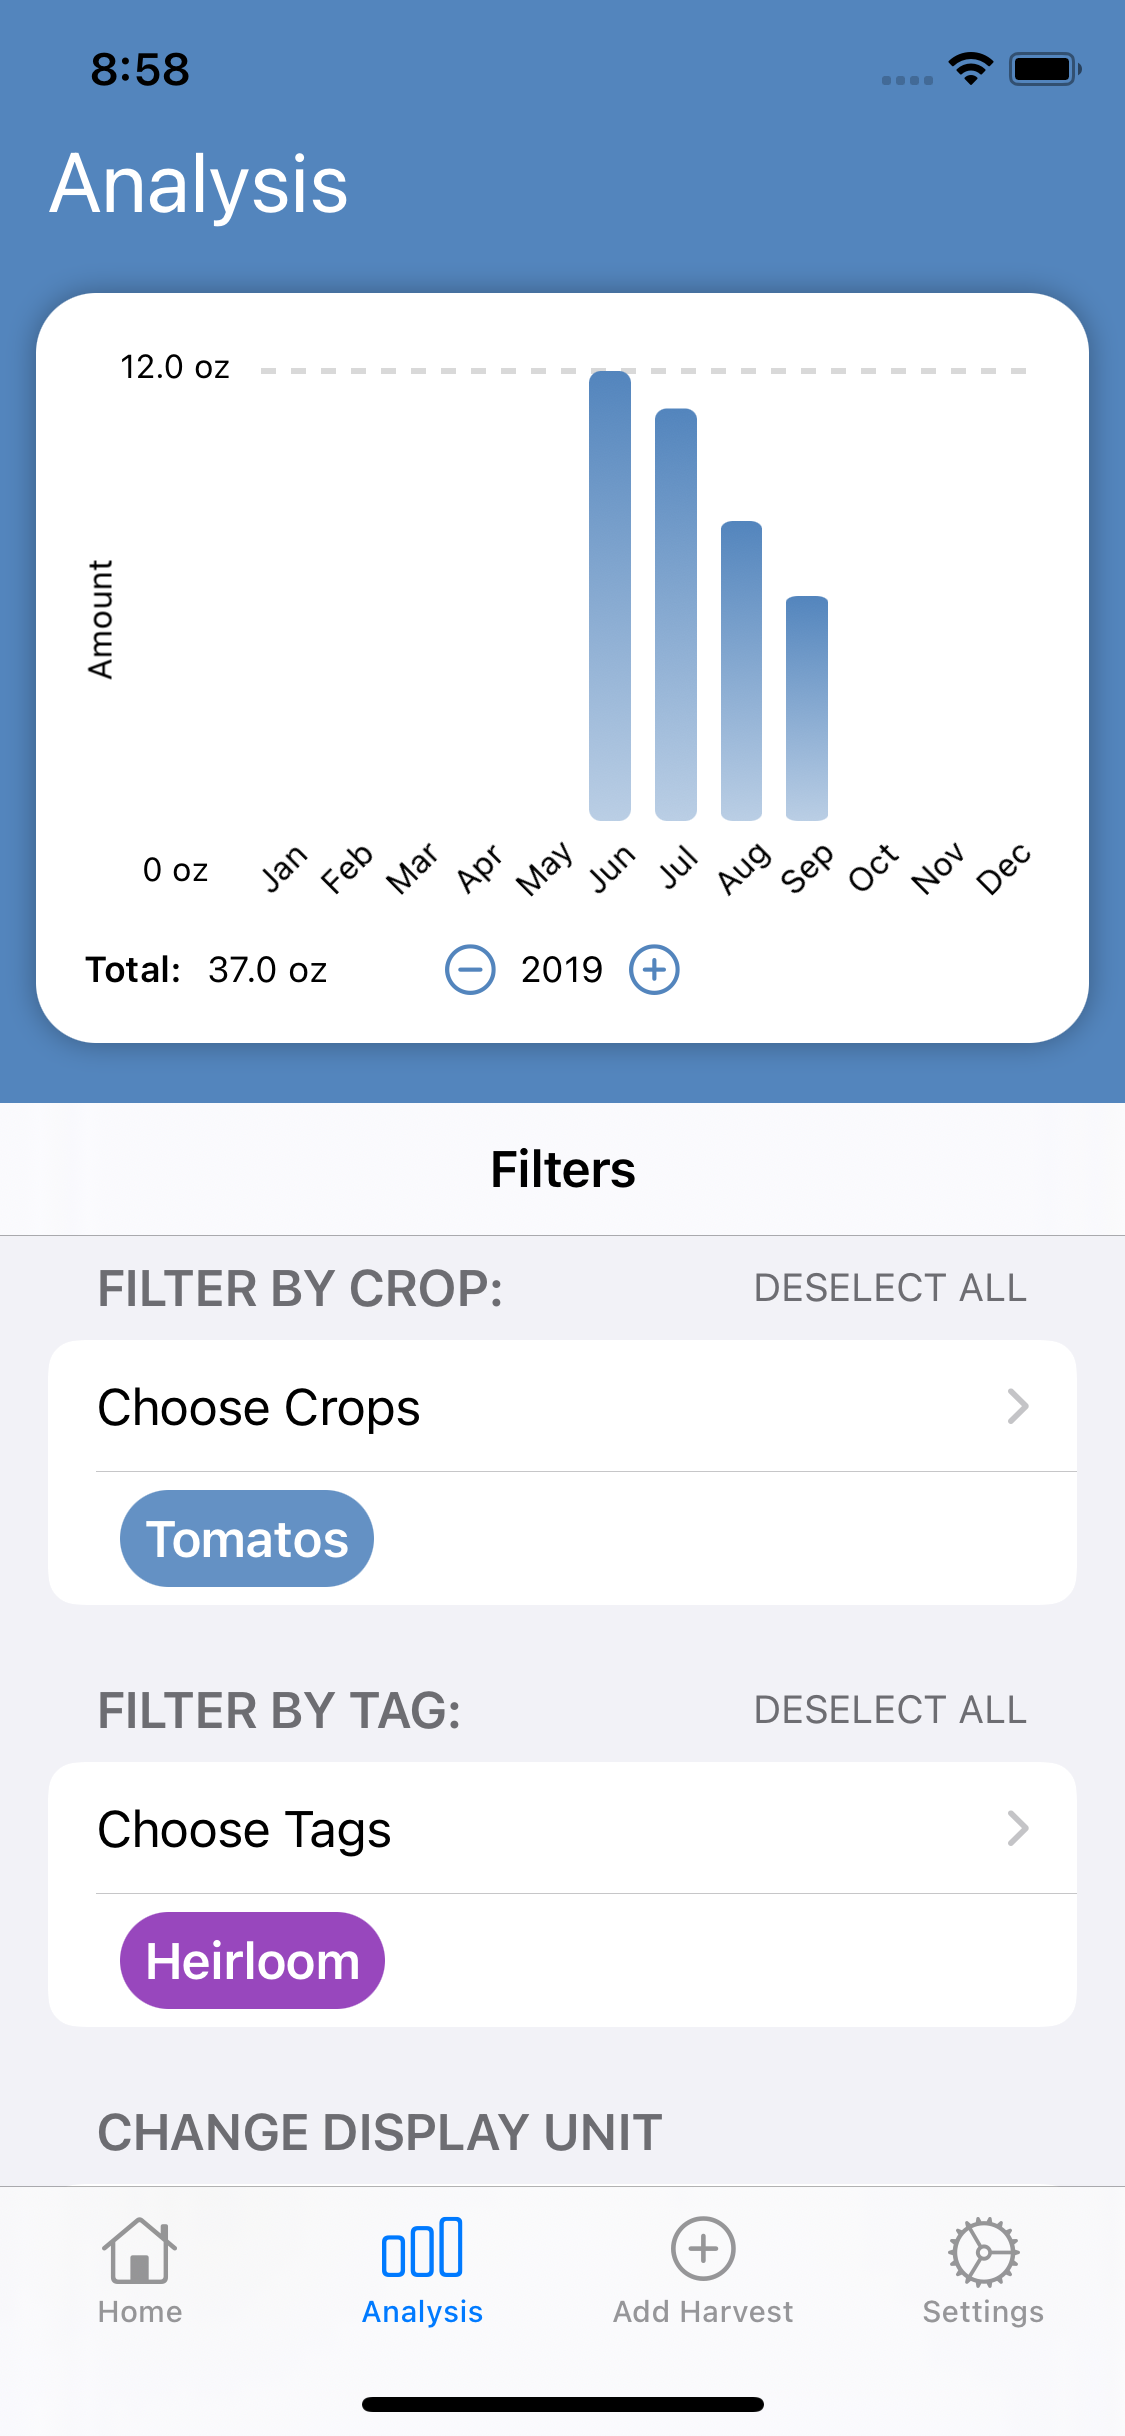 8:58
Analysis
12.0 oz
Amount
0 oz
Jan Feb Mar Apr May Jun Jul Aug Sep Oct Nov Dec
Total: 37.0 oz 2019
Filters
FILTER BY CROP: DESELECT ALL
Choose Crops
Tomatos
FILTER BY TAG: DESELECT ALL
Choose Tags
Heirloom
CHANGE DISPLAY UNIT
Home Analysis Add Harvest Settings